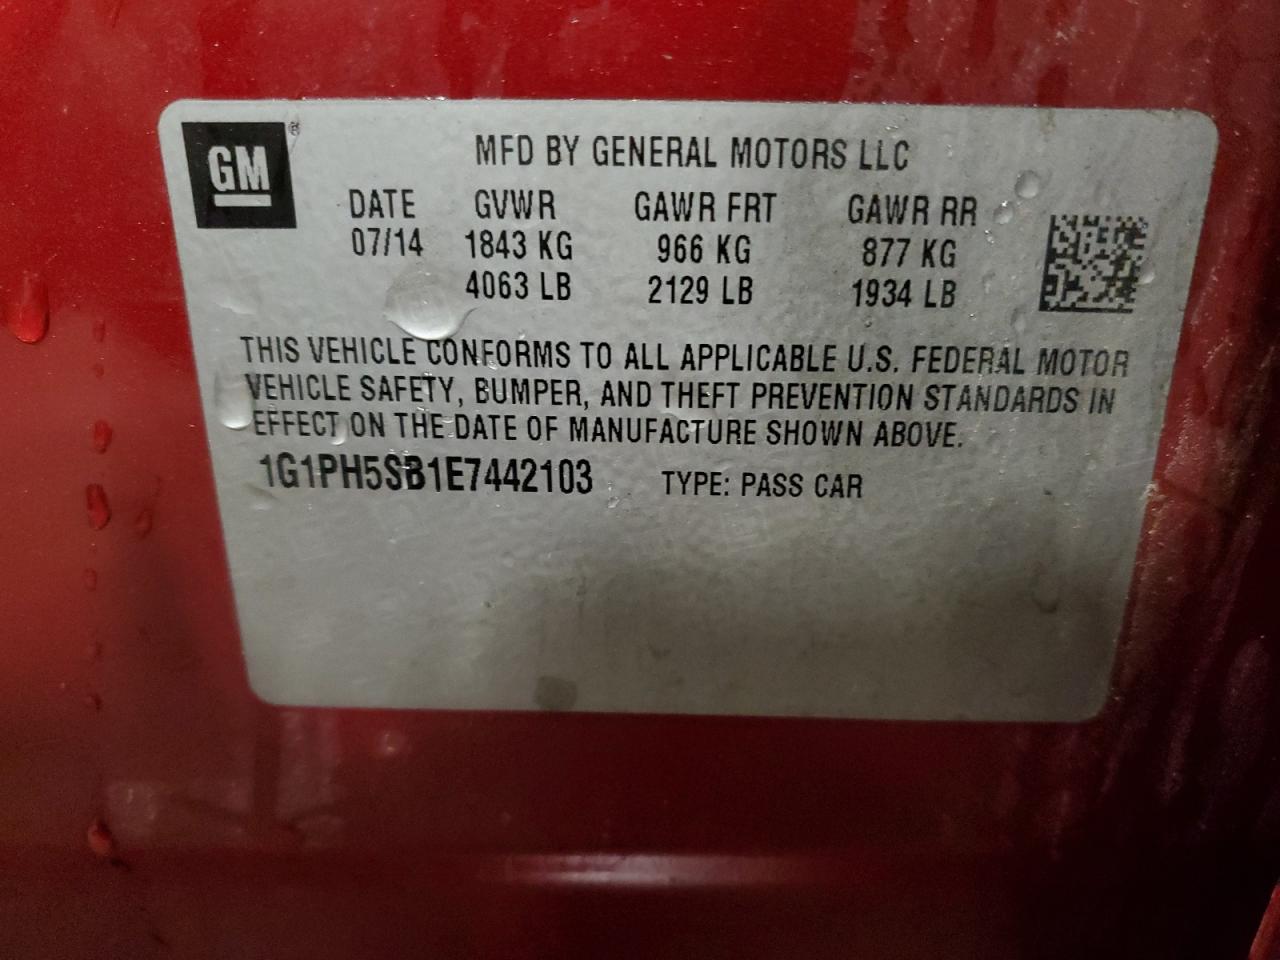 GM®
MFD BY GENERAL MOTORS LLC
DATE GVWR GAWR FRT GAWR RR
07/14 1843 KG 966 KG 877 KG
4063 LB 2129 LB 1934 LB
THIS VEHICLE CONFORMS TO ALL APPLICABLE U.S. FEDERAL MOTOR
VEHICLE SAFETY, BUMPER, AND THEFT PREVENTION STANDARDS IN
EFFECT ON THE DATE OF MANUFACTURE SHOWN ABOVE.
1G1PH5SB1E7442103 TYPE: PASS CAR